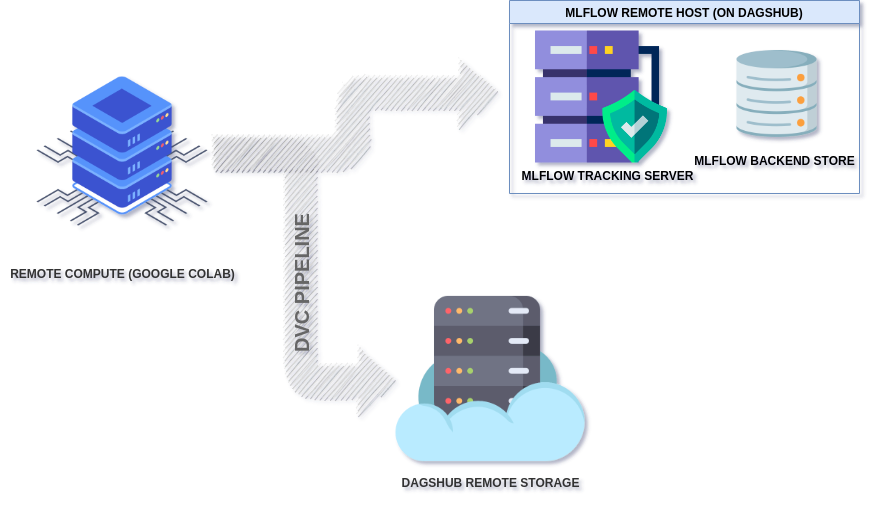 MLFLOW REMOTE HOST (ON DAGSHUB)
MLFLOW BACKEND STORE
MLFLOW TRACKING SERVER
REMOTE COMPUTE (GOOGLE COLAB)
DVC PIPELINE
DAGSHUB REMOTE STORAGE